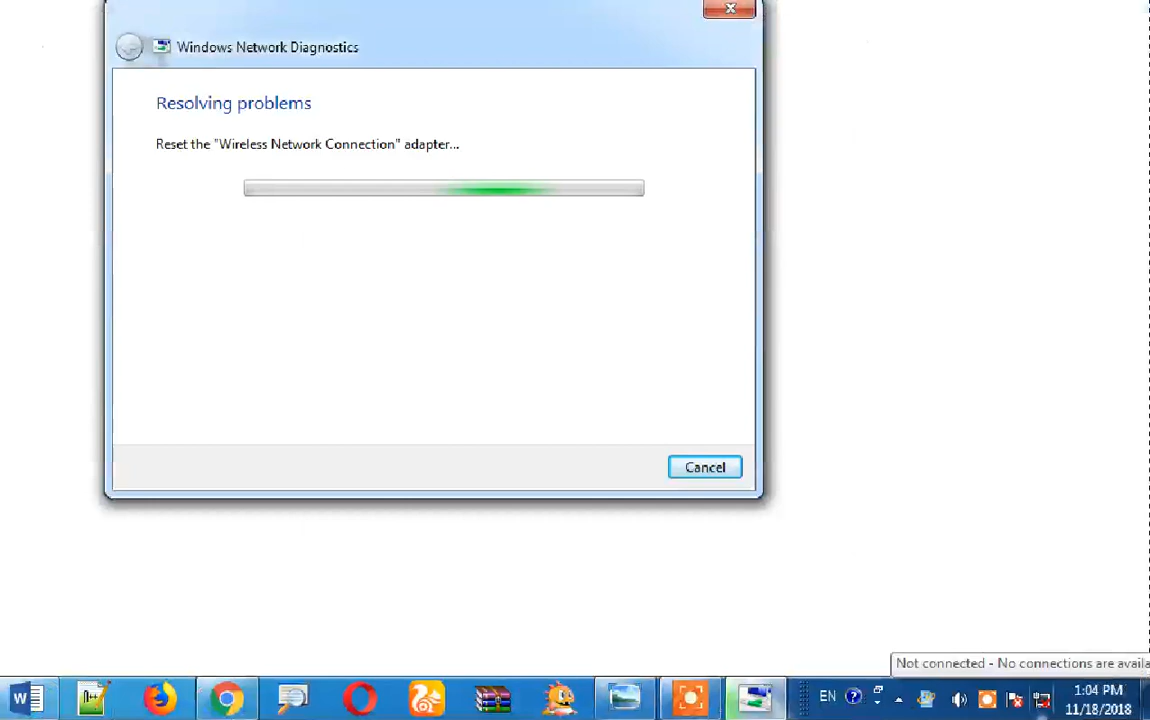 Windows Network Diagnostics
Resolving problems
Reset the "Wireless Network Connection" adapter...
Cancel
Not connected - No connections are availa
EN
1:04 PM
11/18/2018